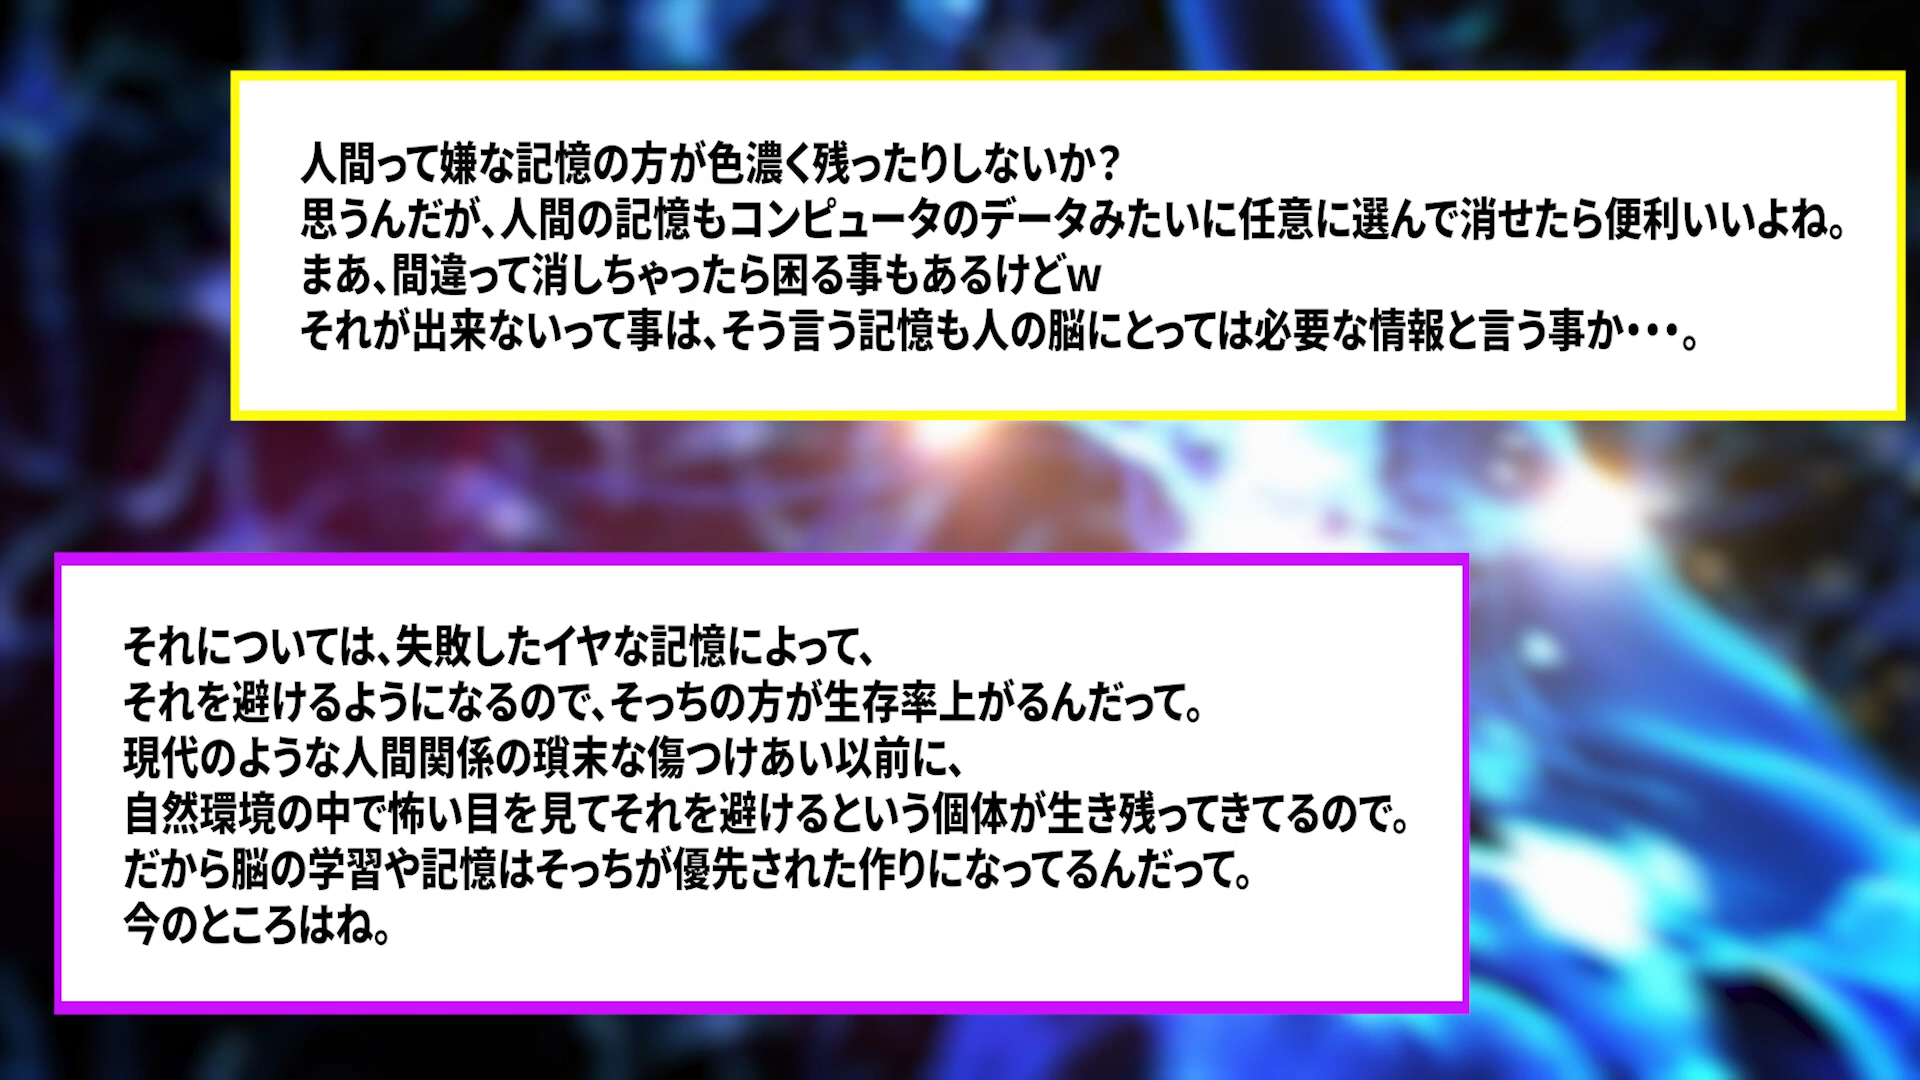 人間って嫌な記憶の方が色濃く残ったりしないか？
思うんだが、人間の記憶もコンピュータのデータみたいに任意に選んで消せたら便利いいよね。
まあ、間違って消しちゃったら困る事もあるけどw
それが出来ないって事は、そう言う記憶も人の脳にとっては必要な情報と言う事か・・・。
それについては、失敗したイヤな記憶によって、
それを避けるようになるので、そっちの方が生存率上がるんだって。
現代のような人間関係の瑣末な傷つけあい以前に、
自然環境の中で怖い目を見てそれを避けるという個体が生き残ってきてるので。
だから脳の学習や記憶はそっちが優先された作りになってるんだって。
今のところはね。